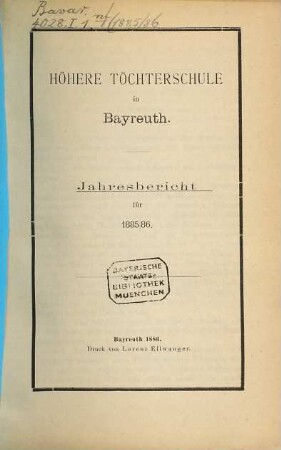 Bavar.
4028.I.1 n/(1885/86
HÖHERE TÖCHTERSCHULE
in
Bayreuth.
Jahresbericht
für
1885/86.
BAYERISCHE
STAATS-
BIBLIOTHEK
MUENCHEN
Bayreuth 1886.
Druck von Lorenz Ellwanger.